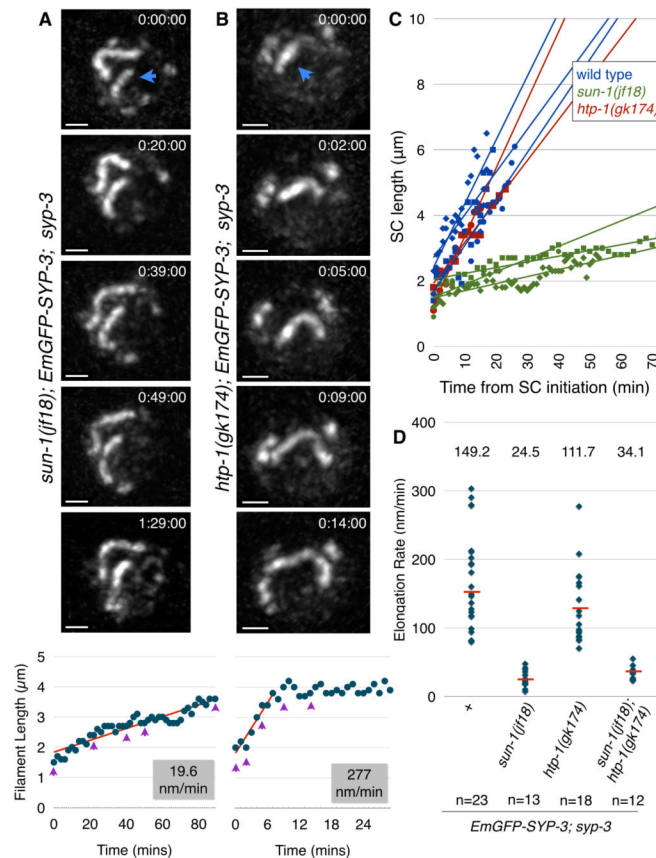 A
0:00:00
0:20:00
0:39:00
0:49:00
1:29:00
sun-1(jf18); EmGFP-SYP-3; syp-3
B
0:00:00
0:02:00
0:05:00
0:09:00
0:14:00
htp-1(gk174); EmGFP-SYP-3; syp-3
Filament Length (µm)
5
4
3
2
1
0
19.6
nm/min
0 20 40 60 80
Time (mins)
277
nm/min
0 6 12 18 24
Time (mins)
C
SC length (µm)
10
8
6
4
2
0
wild type
sun-1(jf18)
htp-1(gk174)
0 10 20 30 40 50 60 70
Time from SC initiation (min)
D
Elongation Rate (nm/min)
400
300
200
100
0
149.2 24.5 111.7 34.1
+
sun-1(jf18)
htp-1(gk174)
sun-1(jf18);
htp-1(gk174)
n=23 n=13 n=18 n=12
EmGFP-SYP-3; syp-3